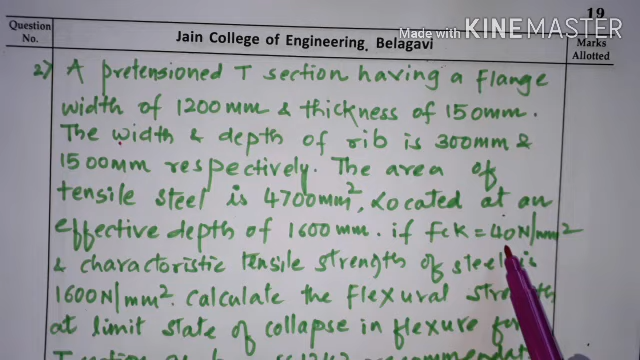 19
Made with KINEMASTER
Question No.
Jain College of Engineering, Belagavi
Marks Allotted
2) A pretensioned T section having a flange
width of 1200mm & thickness of 150mm.
The width & depth of rib is 300mm &
1500mm respectively. The area of
tensile steel is 4700mm², located at an
effective depth of 1600mm. if fck = 40N/mm²
& charactoristic tensile strength of steel is
1600N/mm². Calculate the flexural strength
at limit state of collapse in flexure for
T